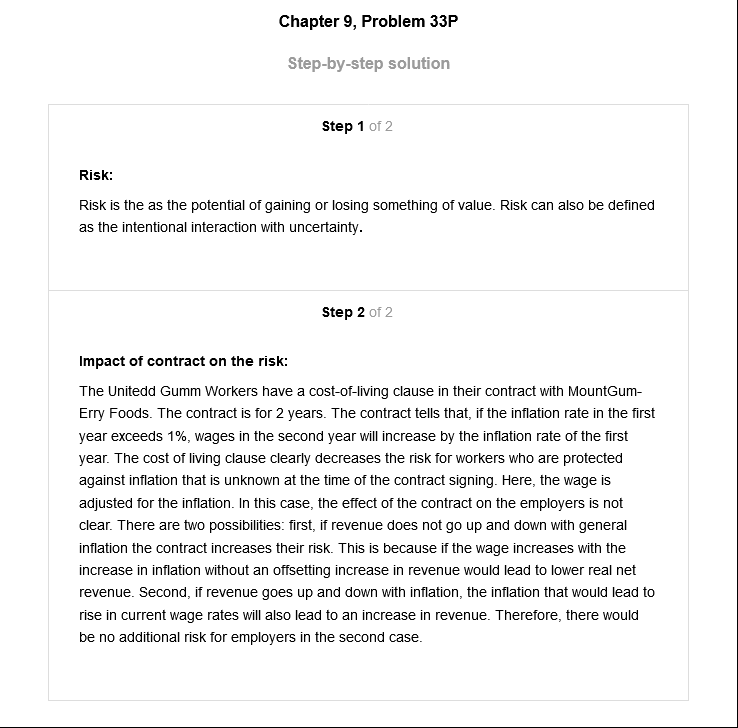 Chapter 9, Problem 33P
Step-by-step solution
Step 1 of 2
Risk:
Risk is the as the potential of gaining or losing something of value. Risk can also be defined
as the intentional interaction with uncertainty.
Step 2 of 2
Impact of contract on the risk:
The Unitedd Gumm Workers have a cost-of-living clause in their contract with MountGum-
Erry Foods. The contract is for 2 years. The contract tells that, if the inflation rate in the first
year exceeds 1%, wages in the second year will increase by the inflation rate of the first
year. The cost of living clause clearly decreases the risk for workers who are protected
against inflation that is unknown at the time of the contract signing. Here, the wage is
adjusted for the inflation. In this case, the effect of the contract on the employers is not
clear. There are two possibilities: first, if revenue does not go up and down with general
inflation the contract increases their risk. This is because if the wage increases with the
increase in inflation without an offsetting increase in revenue would lead to lower real net
revenue. Second, if revenue goes up and down with inflation, the inflation that would lead to
rise in current wage rates will also lead to an increase in revenue. Therefore, there would
be no additional risk for employers in the second case.